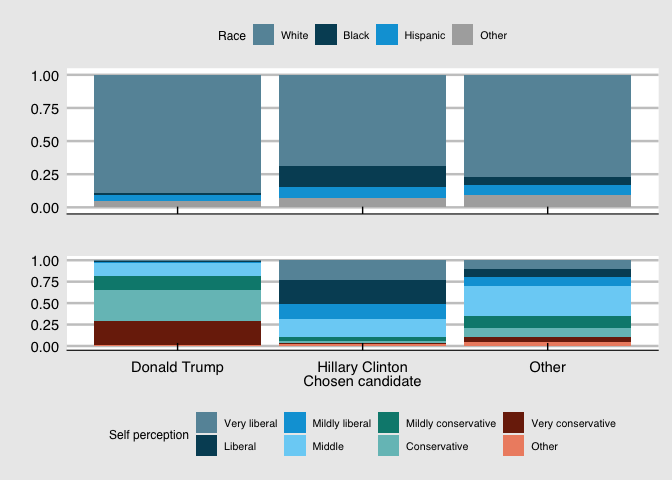 Race White Black Hispanic Other
1.00
0.75
0.50
0.25
0.00
1.00
0.75
0.50
0.25
0.00
Donald Trump Hillary Clinton Other
Chosen candidate
Self perception
Very liberal Mildly liberal Mildly conservative Very conservative
Liberal Middle Conservative Other